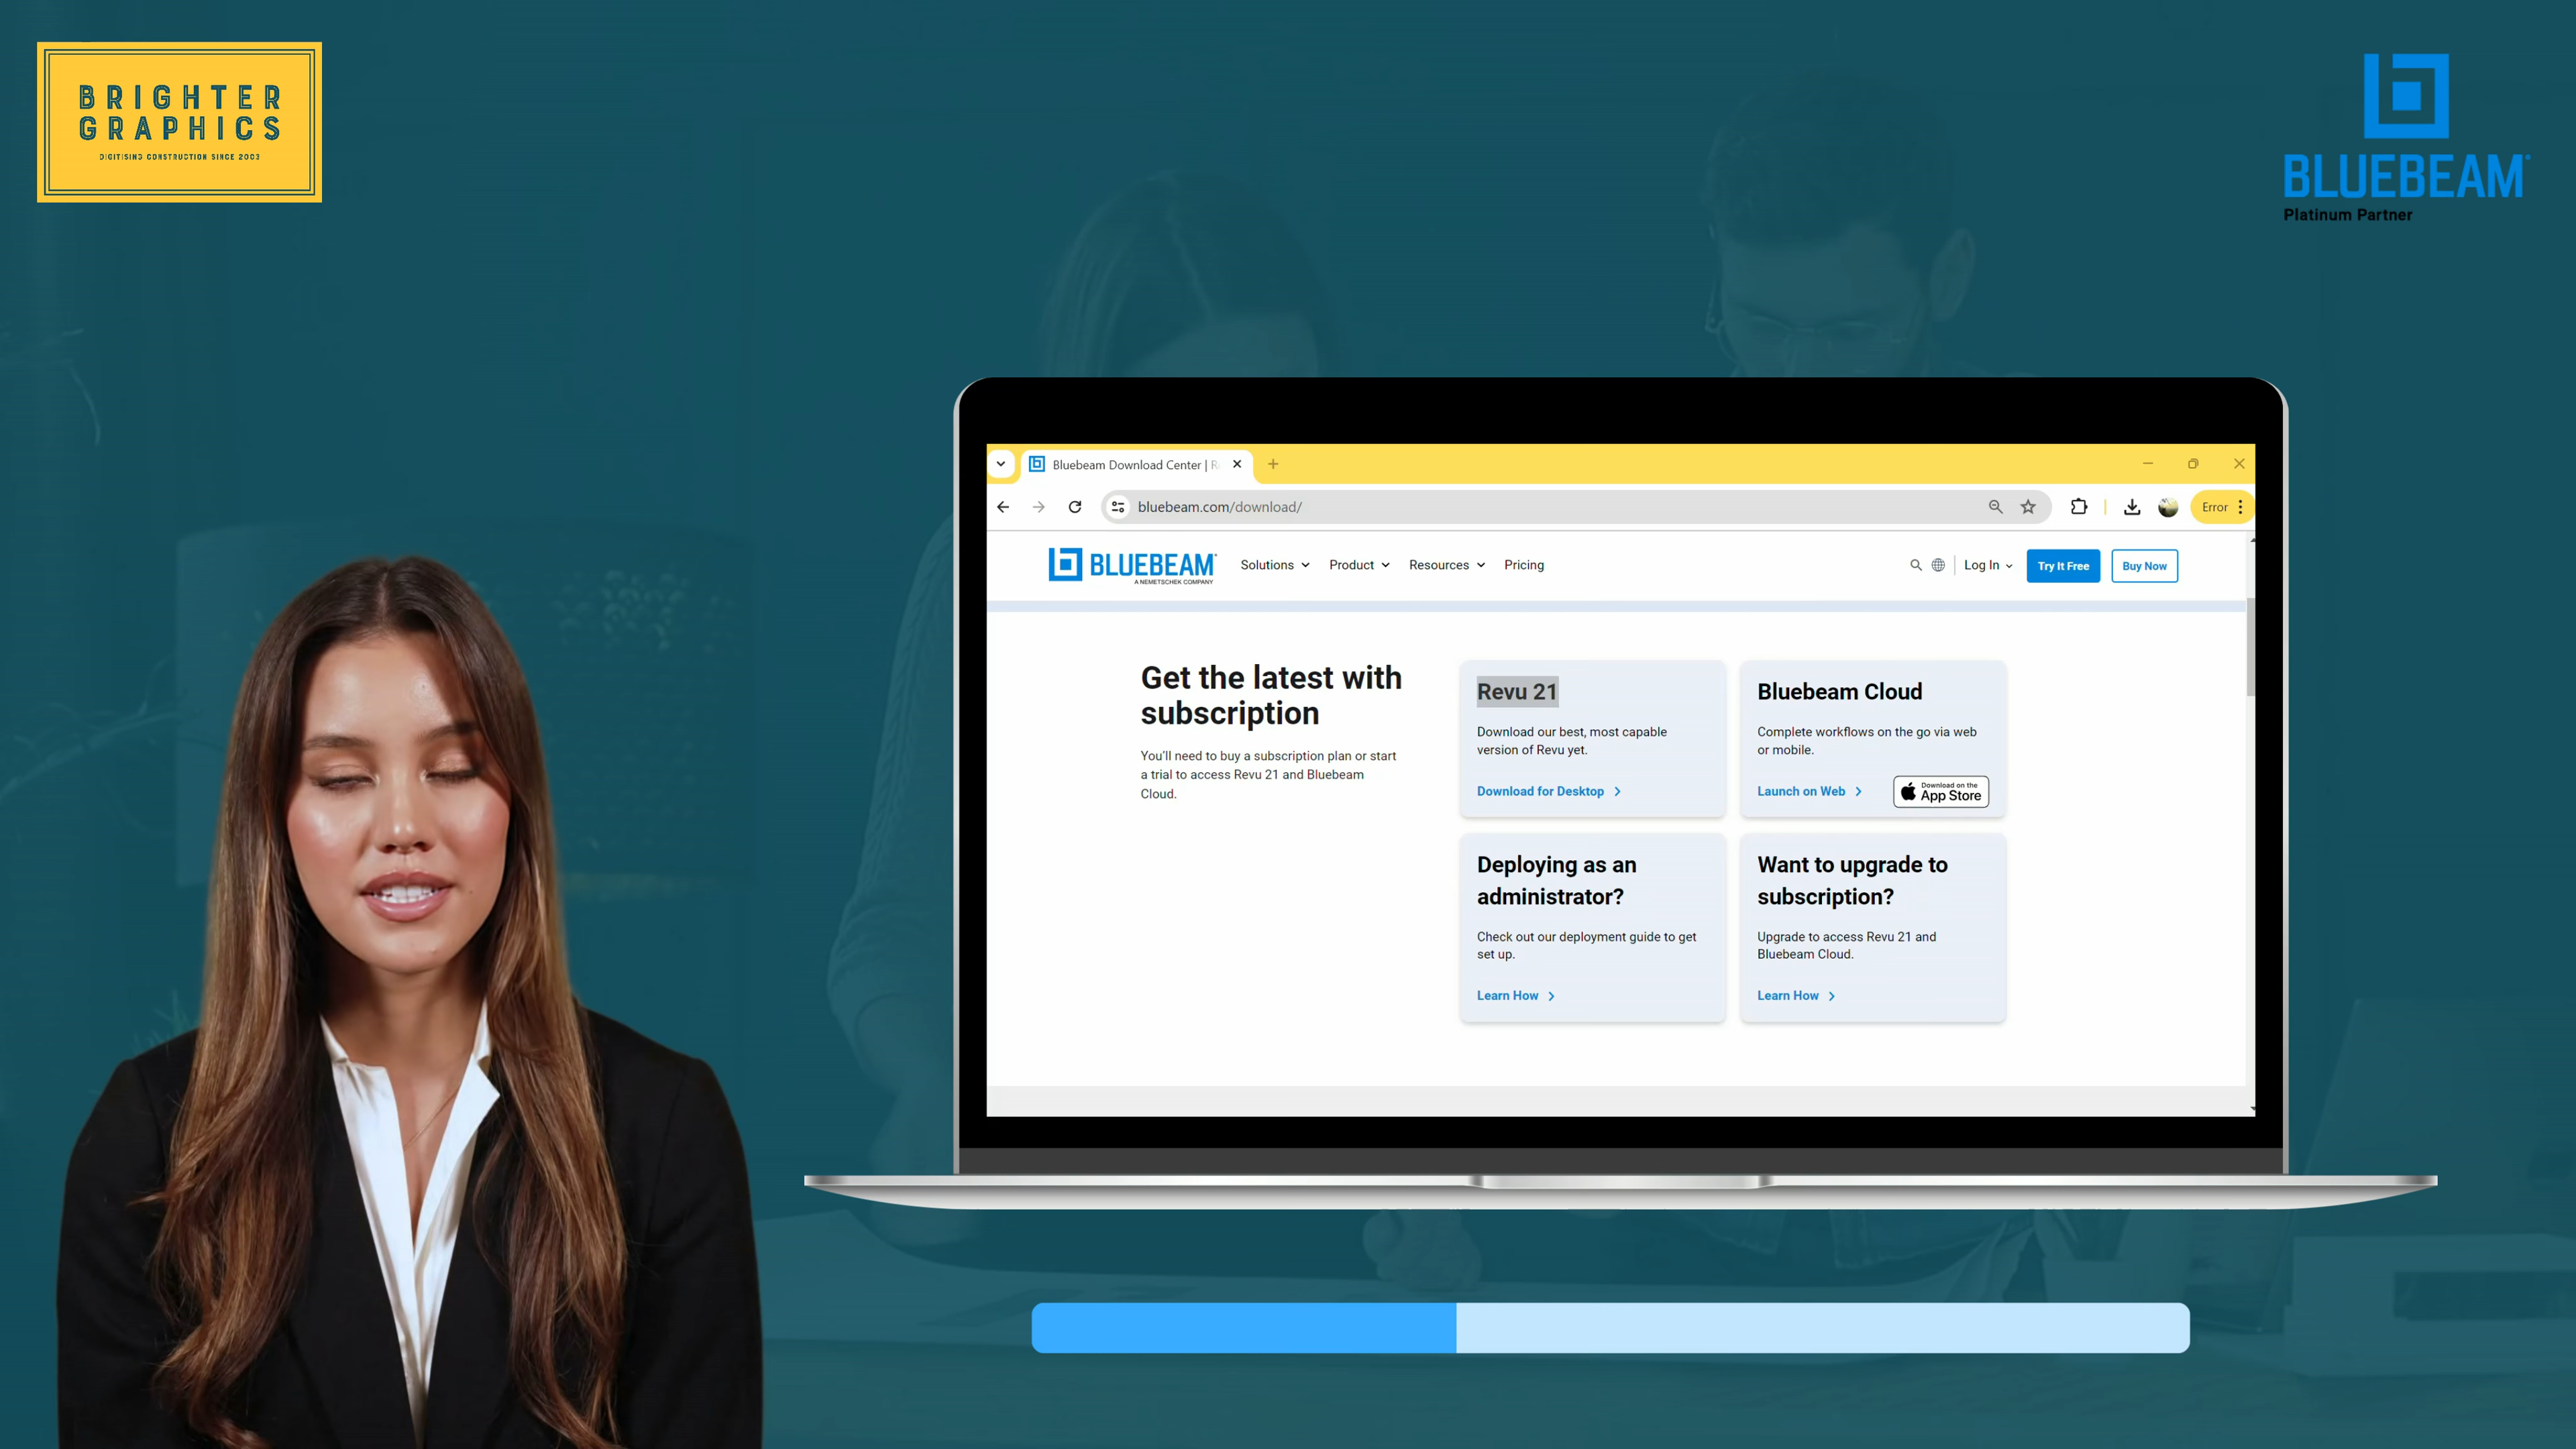 BRIGHTER
GRAPHICS
DIGITISING CONSTRUCTION SINCE 2003
BLUEBEAM
Platinum Partner
Bluebeam Download Center | R
bluebeam.com/download/
Error
BLUEBEAM
A NEMETSCHEK COMPANY
Solutions
Product
Resources
Pricing
Log In
Try It Free
Buy Now
Get the latest with
subscription
You'll need to buy a subscription plan or start
a trial to access Revu 21 and Bluebeam
Cloud.
Revu 21
Download our best, most capable
version of Revu yet.
Download for Desktop
Bluebeam Cloud
Complete workflows on the go via web
or mobile.
Launch on Web
Download on the
App Store
Deploying as an
administrator?
Check out our deployment guide to get
set up.
Learn How
Want to upgrade to
subscription?
Upgrade to access Revu 21 and
Bluebeam Cloud.
Learn How